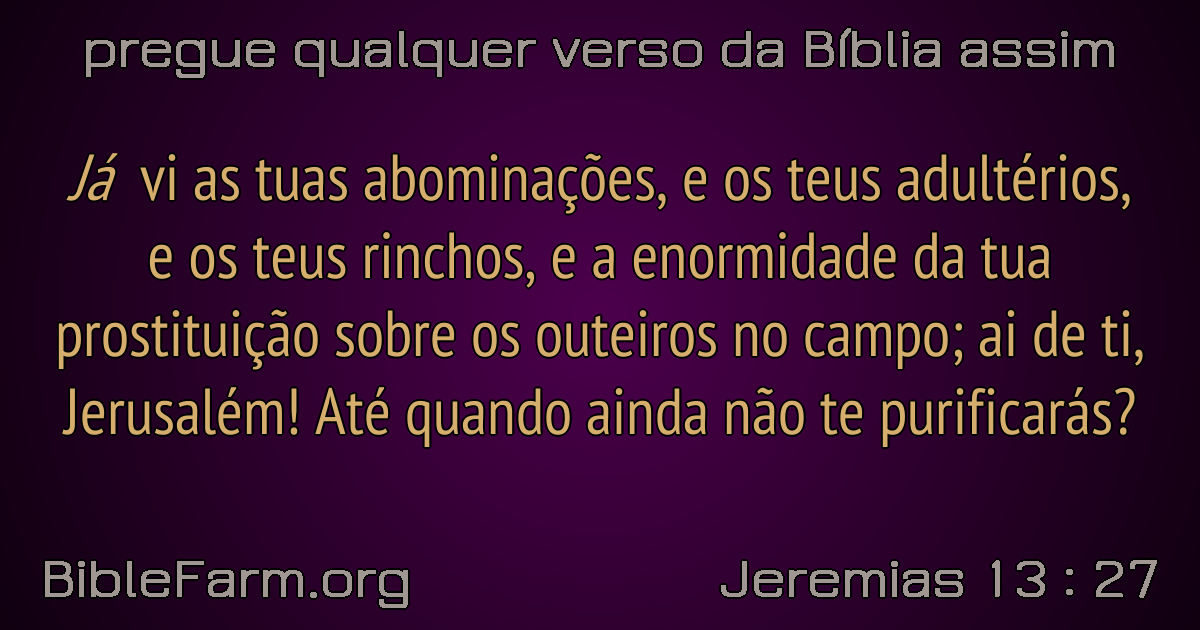 pregue qualquer verso da Bíblia assim
Já vi as tuas abominações, e os teus adultérios,
e os teus rinchos, e a enormidade da tua
prostituição sobre os outeiros no campo; ai de ti,
Jerusalém! Até quando ainda não te purificarás?
BibleFarm.org
Jeremias 13 : 27